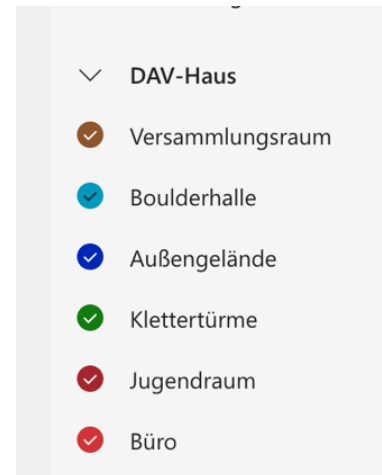 DAV-Haus
Versammlungsraum
Boulderhalle
Außengelände
Klettertürme
Jugendraum
Büro